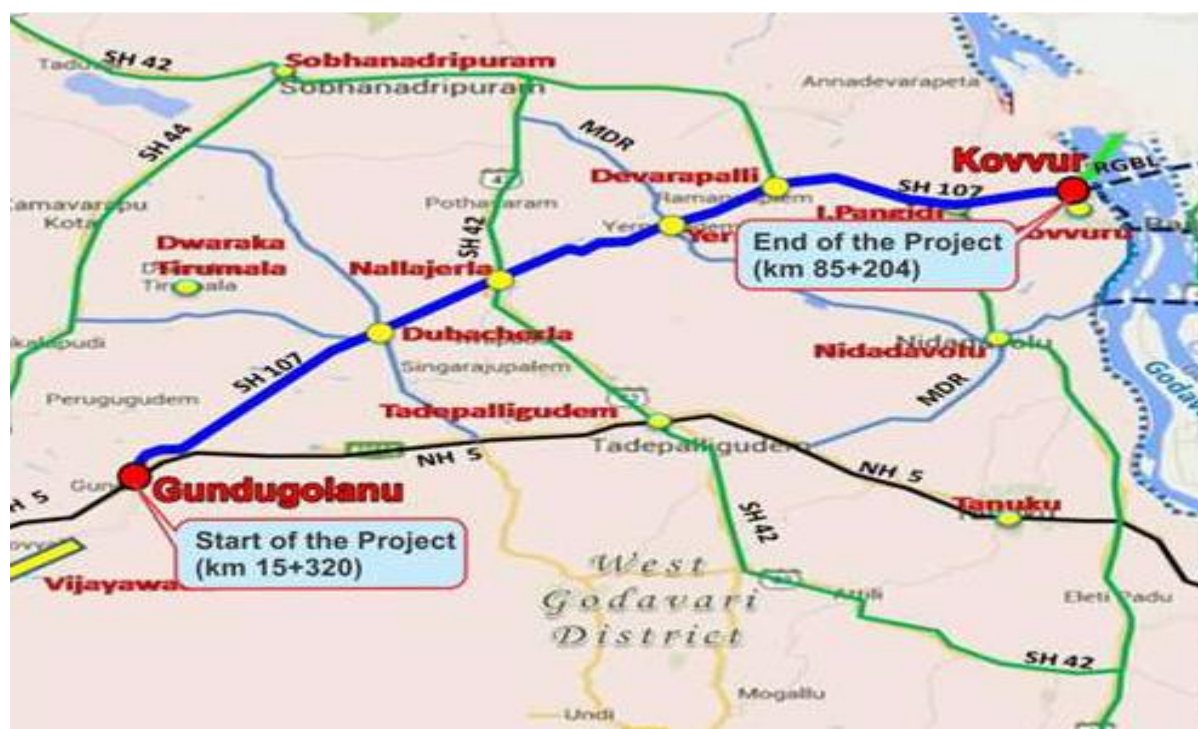 SH 42
Sobhanadripuram
Sobhanadripuram
Annadevarapeta
SH 44
MDR
Kovvur
RGBL
Devarapalli
SH 107
Pothavaram
I.Pangidi
SH 42
End of the Project
(km 85+204)
Dwaraka
Tirumala
Nallajerla
Dubacherla
Nidadavolu
Nidadavolu
SH 107
Singarajupalem
Perugugudem
MDR
Tadepalligudem
Tadepalligudem
NH 5
NH 5
Gundugolanu
Start of the Project
(km 15+320)
Tanuku
SH 42
West
Godavari
District
Attili
SH 42
Mogallu
Undi